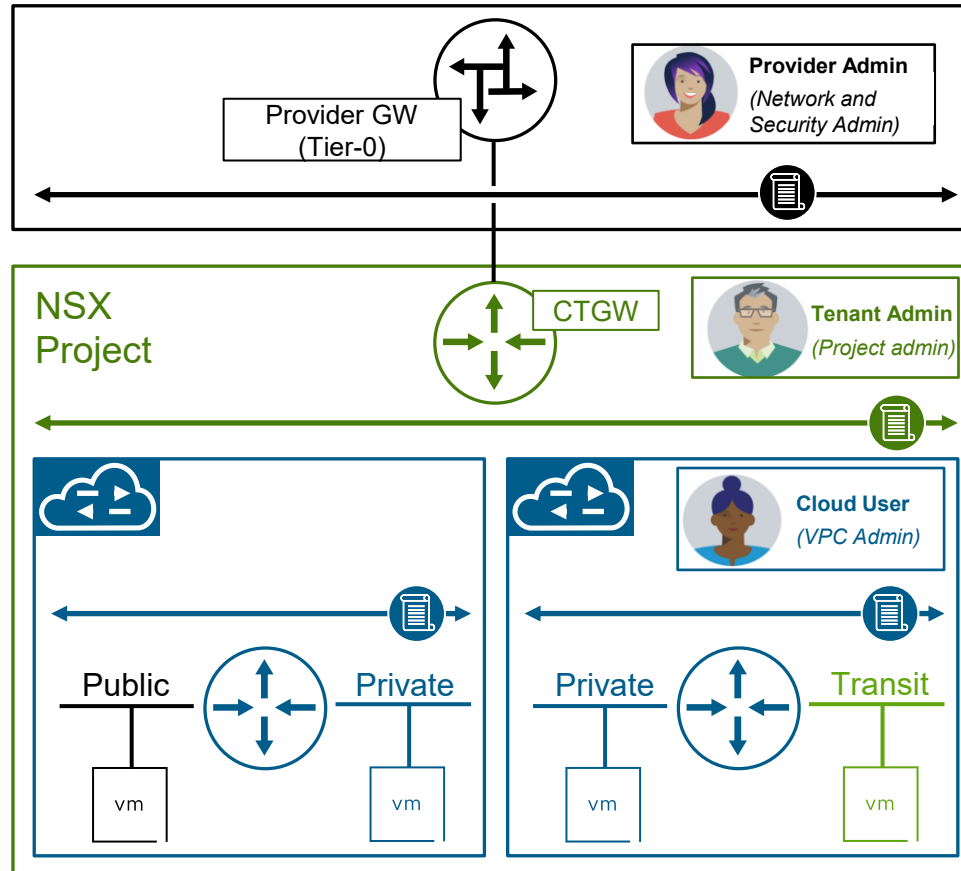 Provider Admin
(Network and
Security Admin)
Provider GW
(Tier-0)
NSX
Project
CTGW
Tenant Admin
(Project admin)
Cloud User
(VPC Admin)
Public
Private
Private
Transit
vm
vm
vm
vm